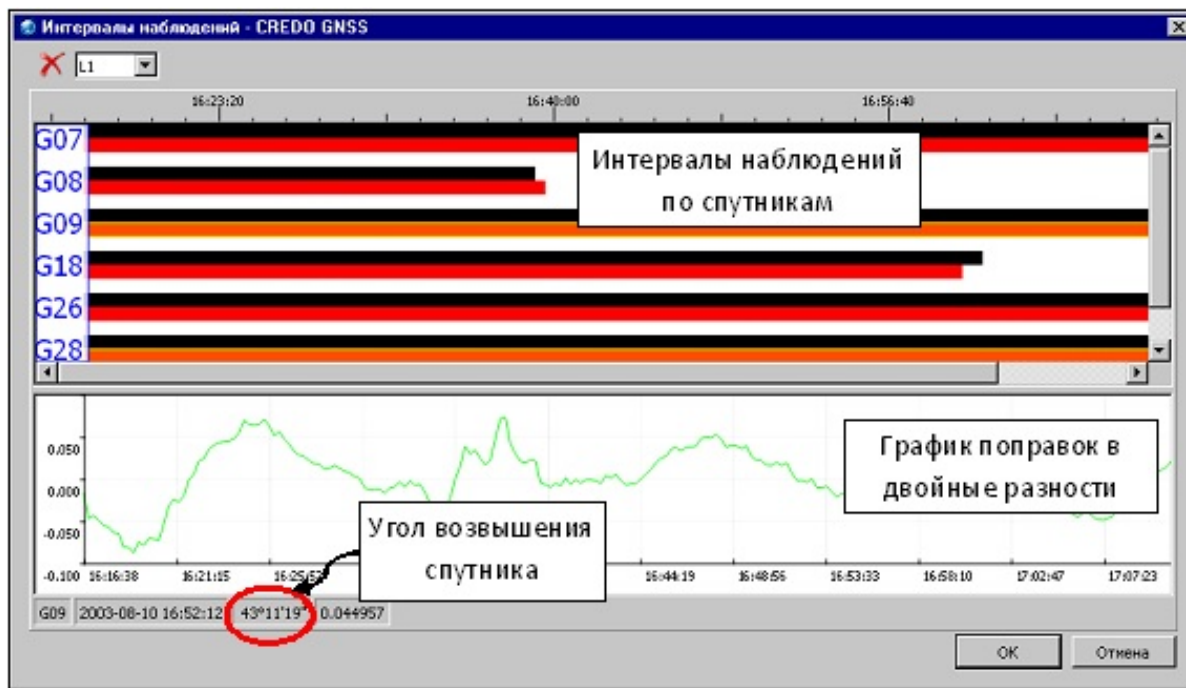 Интервалы наблюдений - CREDO GNSS
L1
16:23:20 16:40:00 16:56:40
G07
G08
G09
G18
G26
G28
Интервалы наблюдений
по спутникам
0.050
0.000
-0.050
-0.100
График поправок в
двойные разности
Угол возвышения
спутника
16:16:38 16:21:15 16:25:52 16:44:19 16:48:56 16:53:33 16:58:10 17:02:47 17:07:23
G09 2003-08-10 16:52:12 43°11'19" 0.044957
OK Отмена